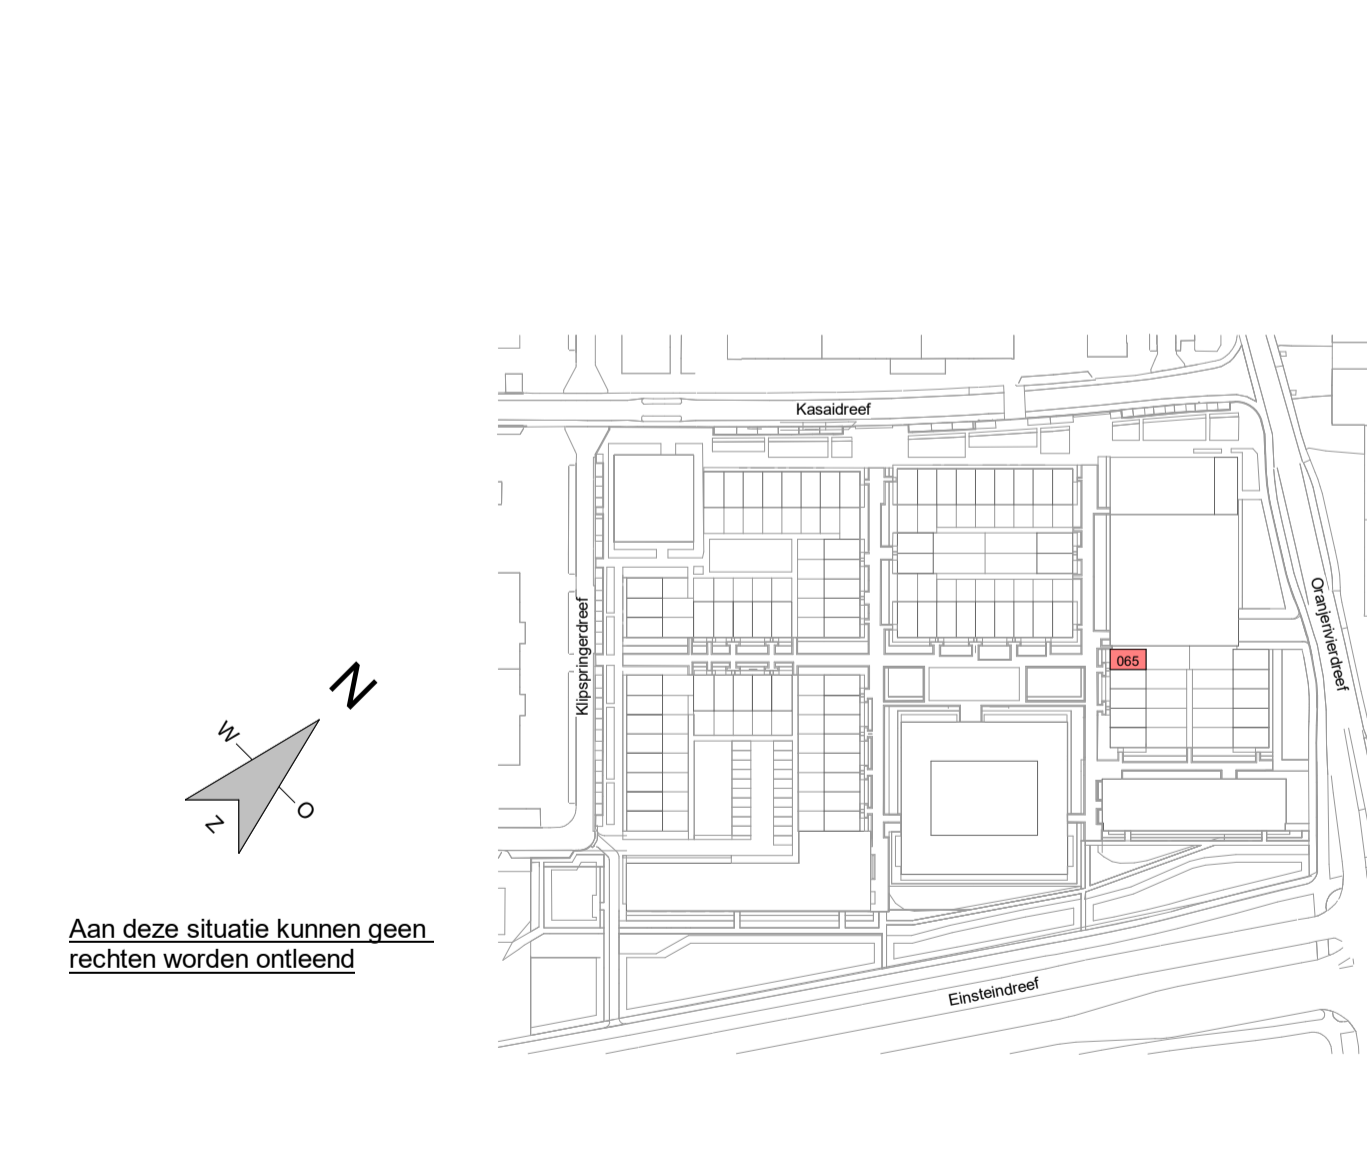 Kasaidreef
Klipspringerdreef
Oranjerivierdreef
065
N
W
O
Z
Aan deze situatie kunnen geen
rechten worden ontleend
Einsteindreef